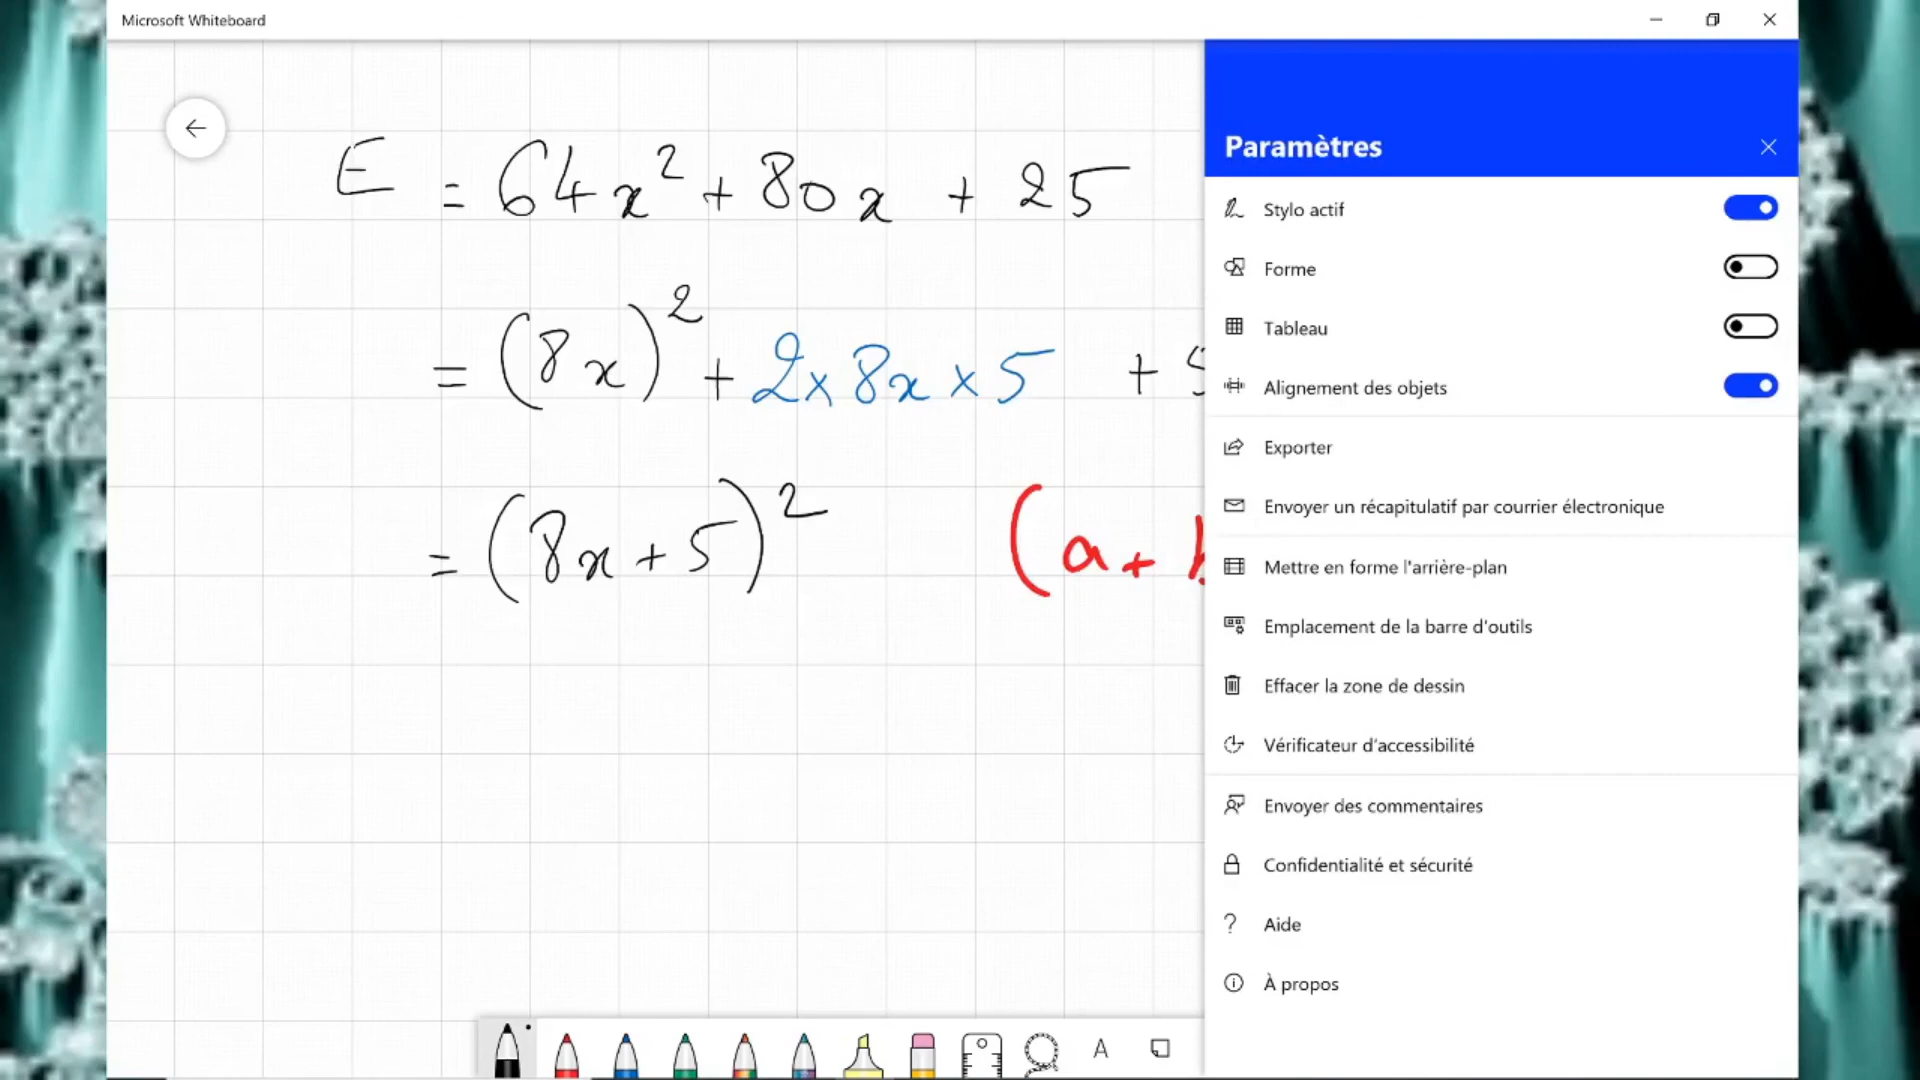 Microsoft Whiteboard
E = 64x² + 80x + 25
= (8x)² + 2 × 8x × 5 + 5
= (8x + 5)² (a + b
Paramètres
Stylo actif
Forme
Tableau
Alignement des objets
Exporter
Envoyer un récapitulatif par courrier électronique
Mettre en forme l'arrière-plan
Emplacement de la barre d'outils
Effacer la zone de dessin
Vérificateur d'accessibilité
Envoyer des commentaires
Confidentialité et sécurité
? Aide
À propos
A